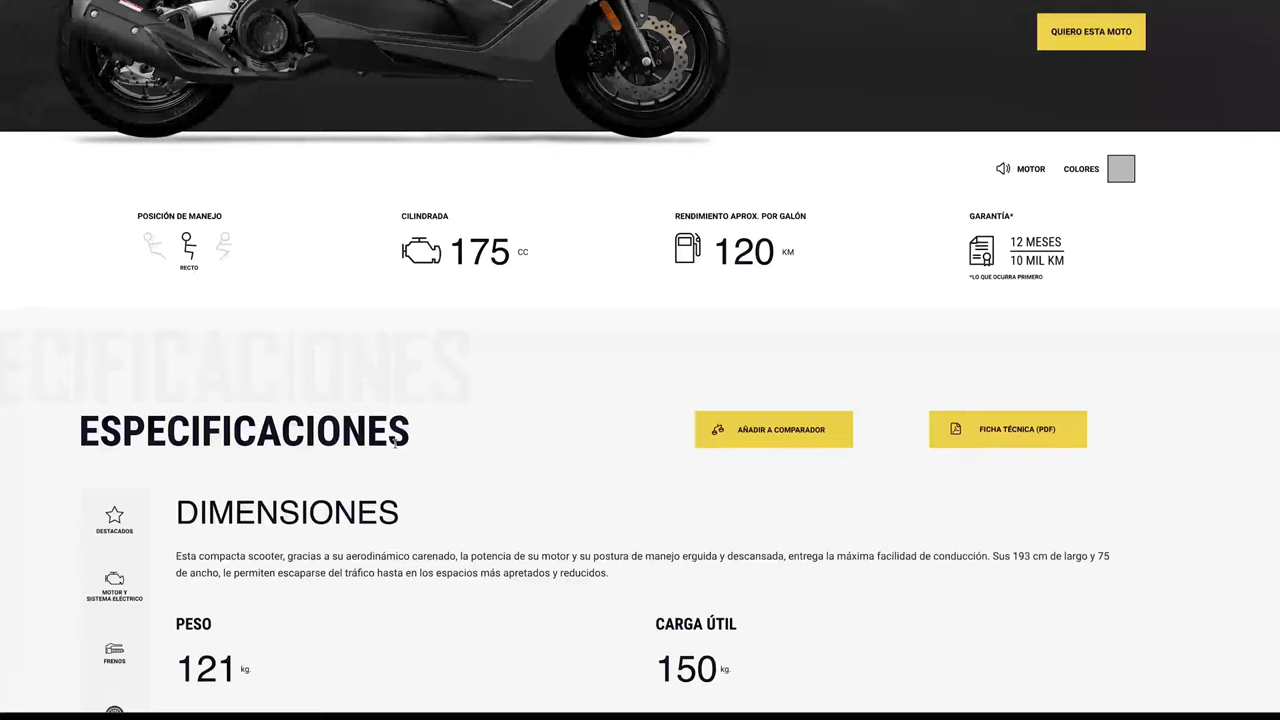 QUIERO ESTA MOTO
MOTOR
COLORES
POSICIÓN DE MANEJO
RECTO
CILINDRADA
175 CC
RENDIMIENTO APROX. POR GALÓN
120 KM
GARANTÍA*
12 MESES
10 MIL KM
*LO QUE OCURRA PRIMERO
ECIFICACIONES
ESPECIFICACIONES
AÑADIR A COMPARADOR
FICHA TÉCNICA (PDF)
DESTACADOS
MOTOR Y
SISTEMA ELÉCTRICO
FRENOS
DIMENSIONES
Esta compacta scooter, gracias a su aerodinámico carenado, la potencia de su motor y su postura de manejo erguida y descansada, entrega la máxima facilidad de conducción. Sus 193 cm de largo y 75
de ancho, le permiten escaparse del tráfico hasta en los espacios más apretados y reducidos.
PESO
121 kg.
CARGA ÚTIL
150 kg.